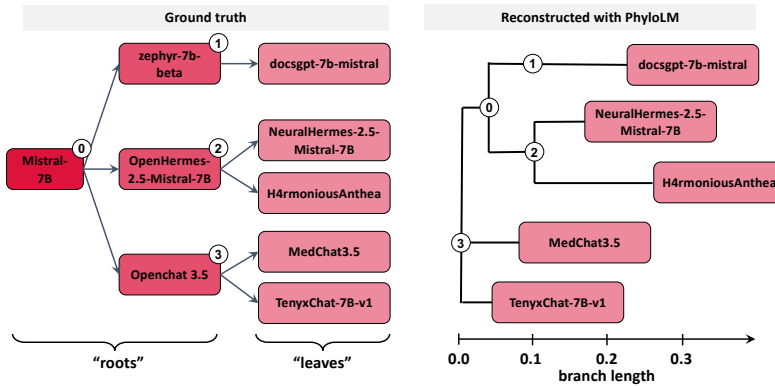 Ground truth
Reconstructed with PhyloLM
1
zephyr-7b-
beta
docsgpt-7b-mistral
0
Mistral-
7B
2
OpenHermes-
2.5-Mistral-7B
NeuralHermes-2.5-
Mistral-7B
H4rmoniousAnthea
3
Openchat 3.5
MedChat3.5
TenyxChat-7B-v1
"roots"
"leaves"
1
docsgpt-7b-mistral
0
NeuralHermes-2.5-
Mistral-7B
2
H4rmoniousAnthea
3
MedChat3.5
TenyxChat-7B-v1
0.0 0.1 0.2 0.3
branch length